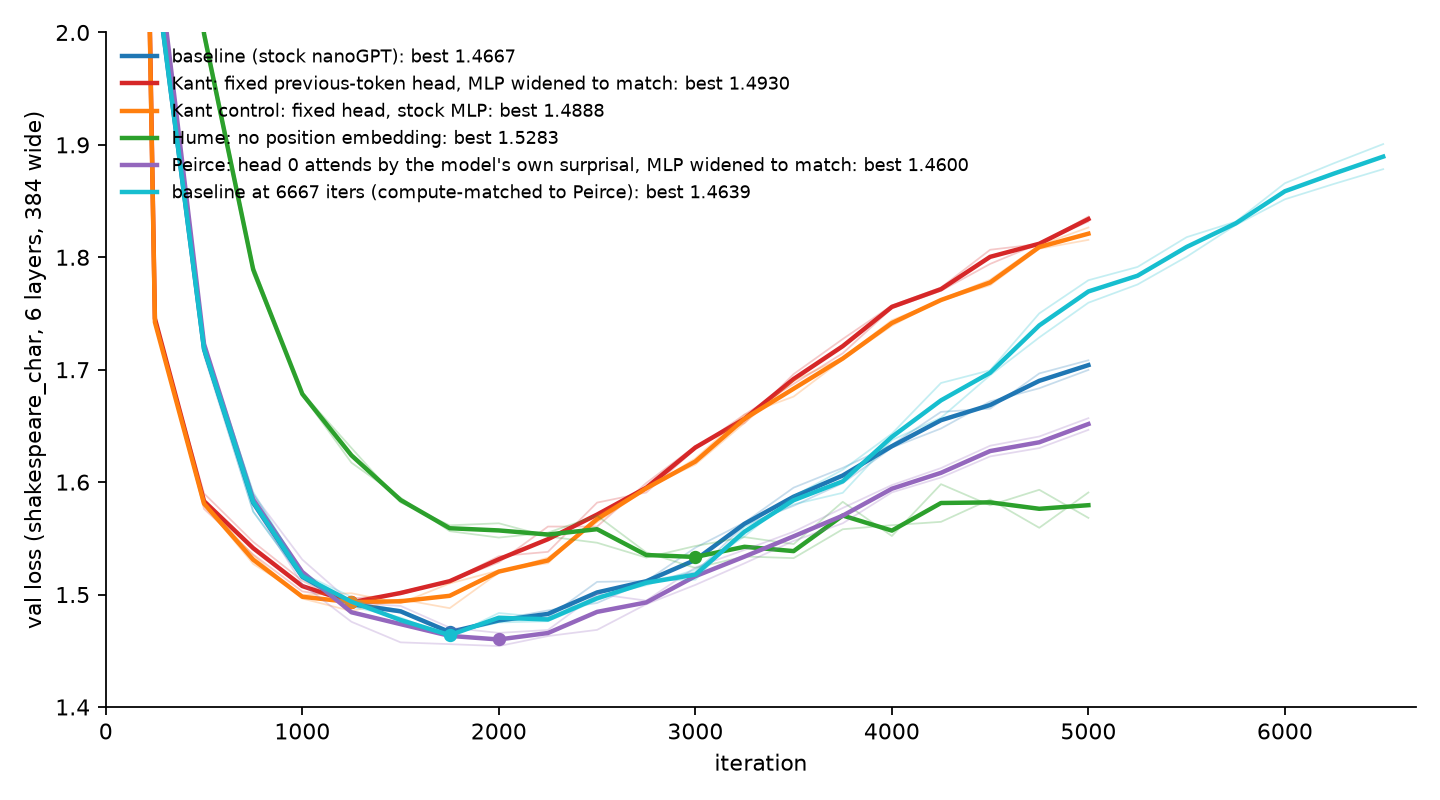 2.0
1.9
1.8
1.7
1.6
1.5
1.4
val loss (shakespeare_char, 6 layers, 384 wide)
baseline (stock nanoGPT): best 1.4667
Kant: fixed previous-token head, MLP widened to match: best 1.4930
Kant control: fixed head, stock MLP: best 1.4888
Hume: no position embedding: best 1.5283
Peirce: head 0 attends by the model's own surprisal, MLP widened to match: best 1.4600
baseline at 6667 iters (compute-matched to Peirce): best 1.4639
0 1000 2000 3000 4000 5000 6000
iteration